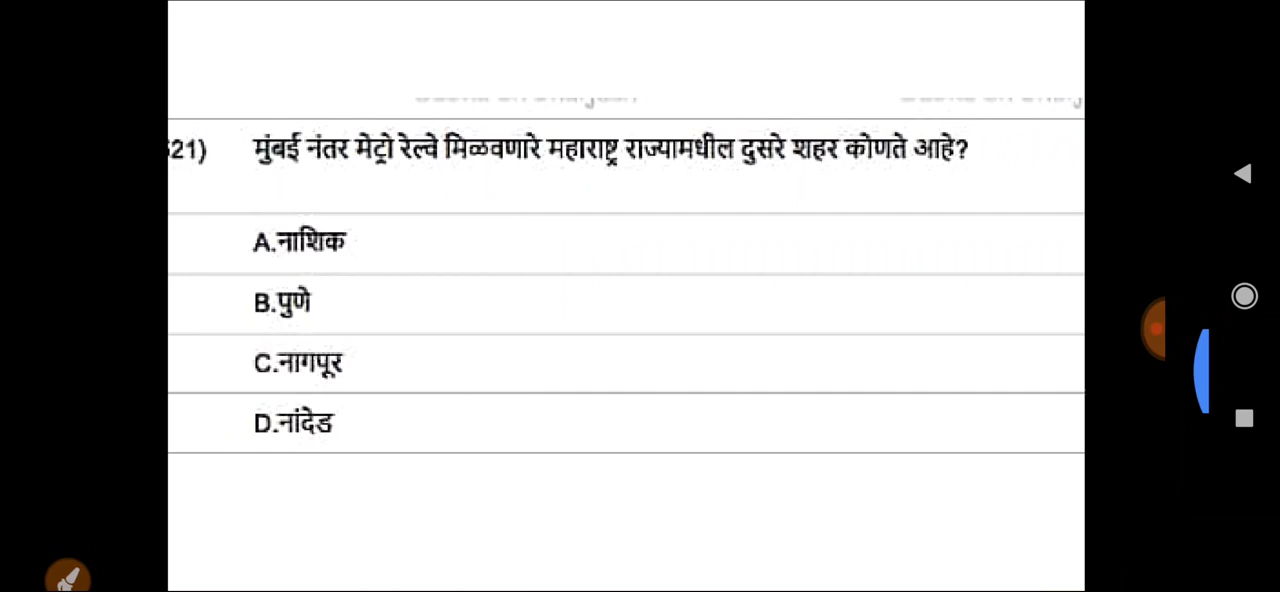 21) मुंबई नंतर मेट्रो रेल्वे मिळवणारे महाराष्ट्र राज्यामधील दुसरे शहर कोणते आहे?
A.नाशिक
B.पुणे
C.नागपूर
D.नांदेड